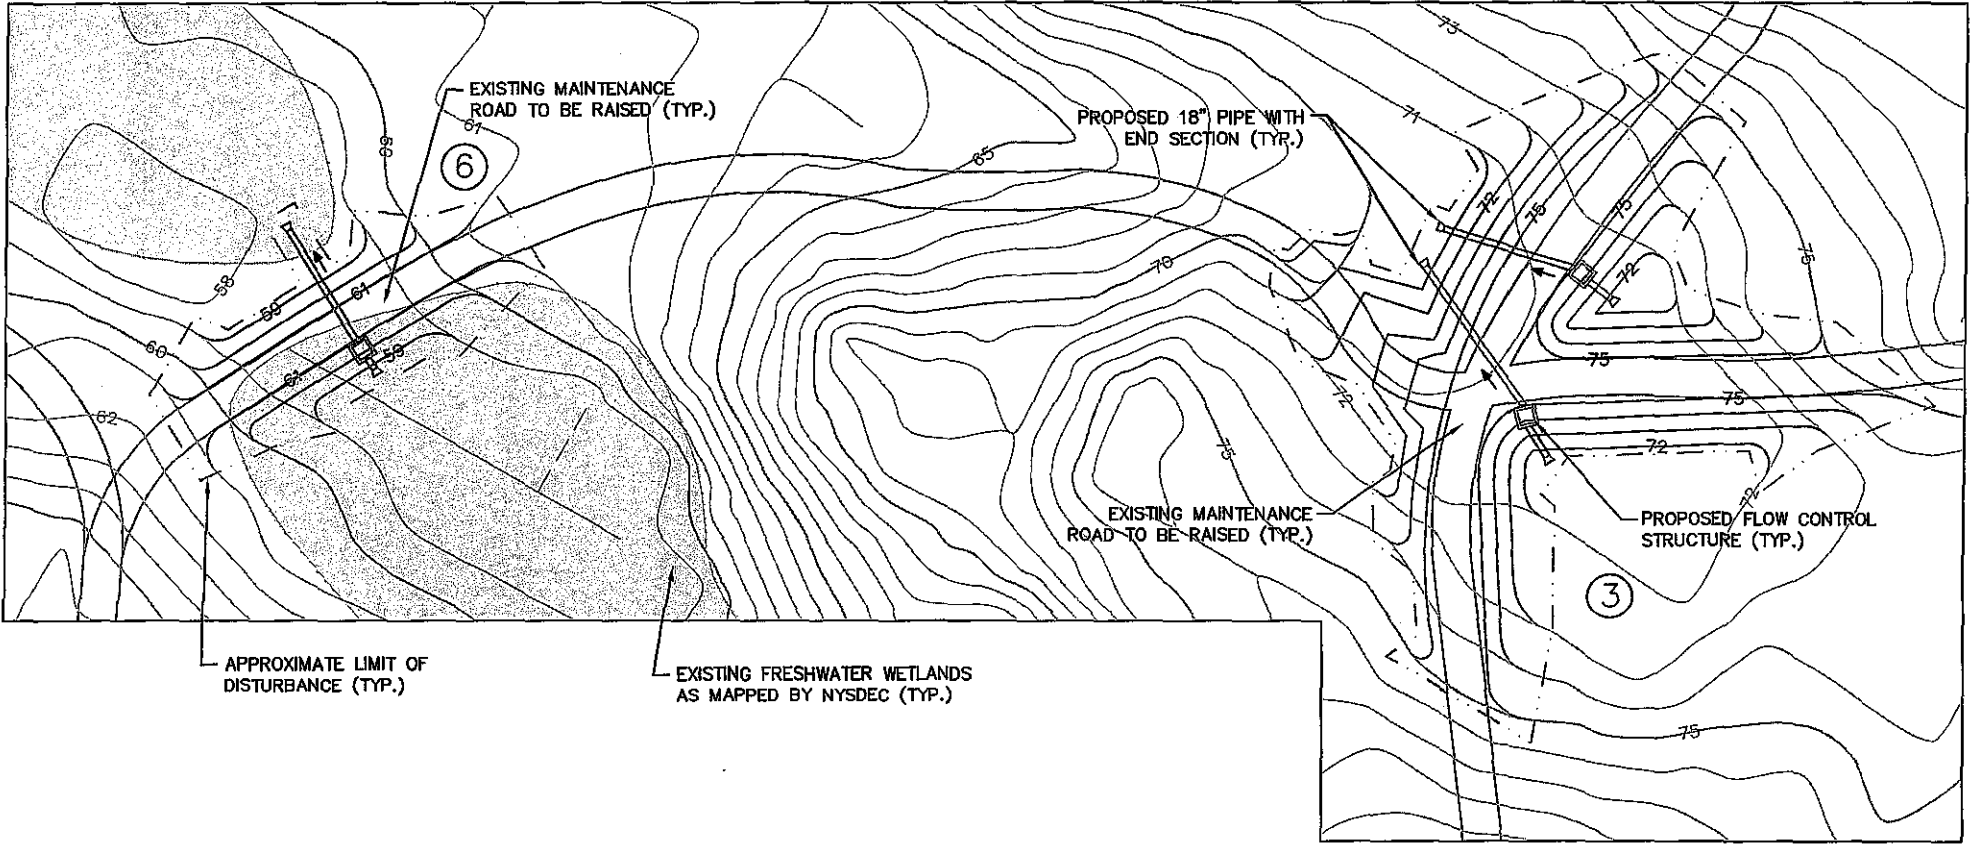 73
EXISTING MAINTENANCE
ROAD TO BE RAISED (TYP.)
61
69
6
PROPOSED 18" PIPE WITH
END SECTION (TYP.)
71
65
72
75
75
75
72
70
58
59
61
59
61
60
62
75
75
72
72
72
75
EXISTING MAINTENANCE
ROAD TO BE RAISED (TYP.)
PROPOSED FLOW CONTROL
STRUCTURE (TYP.)
3
APPROXIMATE LIMIT OF
DISTURBANCE (TYP.)
EXISTING FRESHWATER WETLANDS
AS MAPPED BY NYSDEC (TYP.)
75